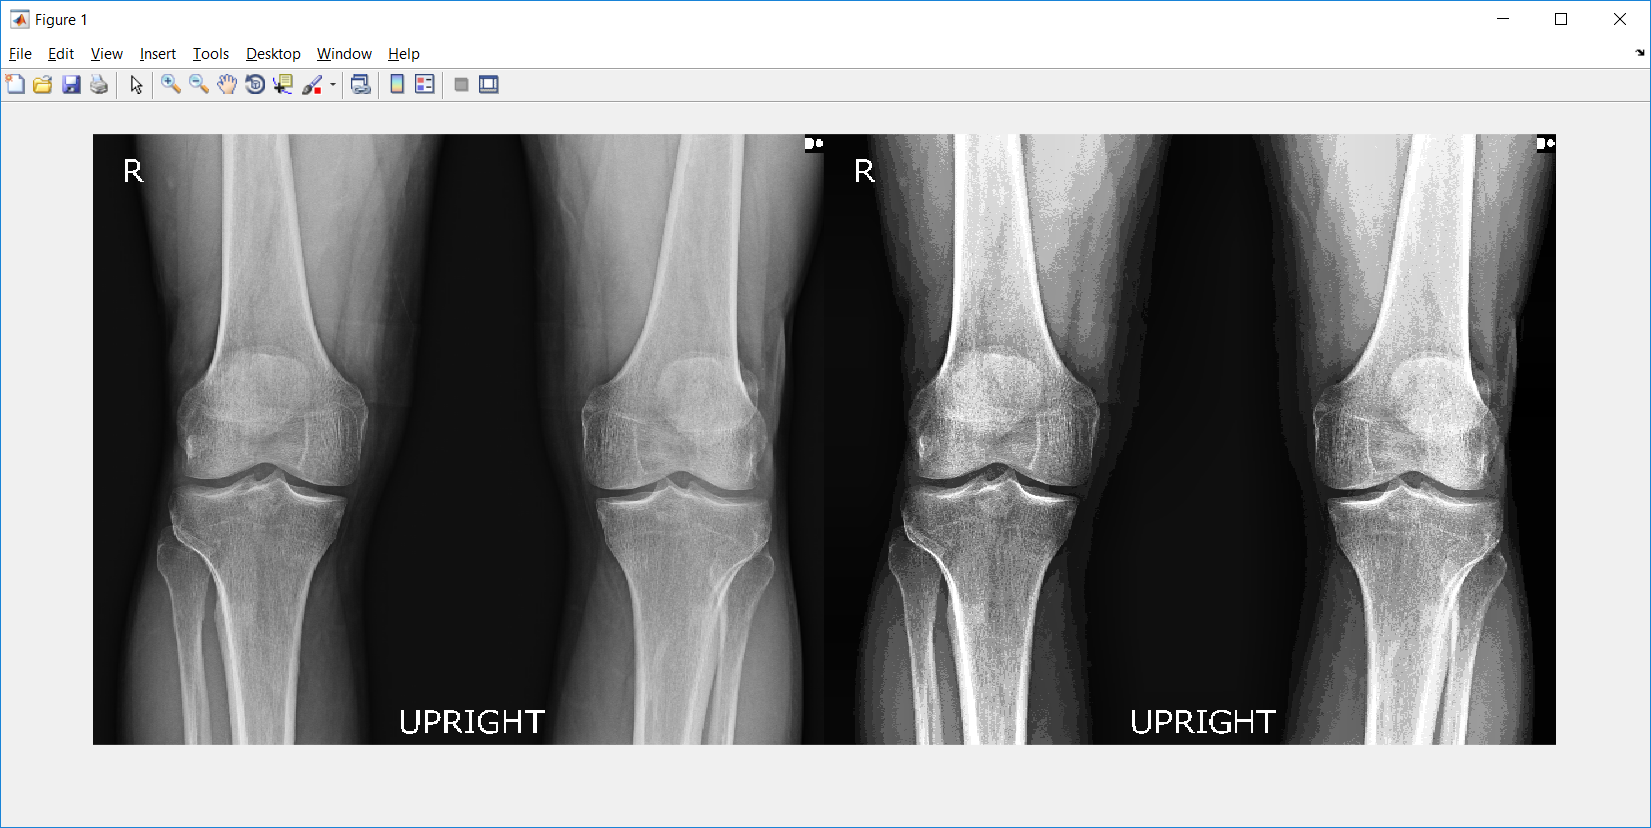 Figure 1
File Edit View Insert Tools Desktop Window Help
R
R
UPRIGHT
UPRIGHT